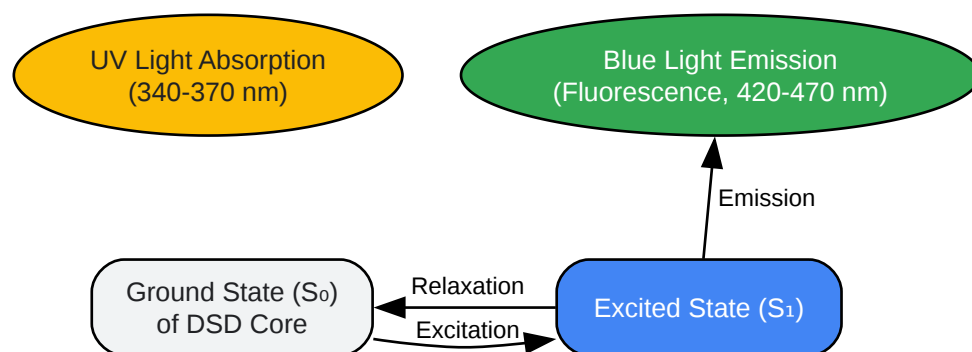 UV Light Absorption
(340-370 nm)
Blue Light Emission
(Fluorescence, 420-470 nm)
Emission
Ground State (S₀)
of DSD Core
Relaxation
Excitation
Excited State (S₁)